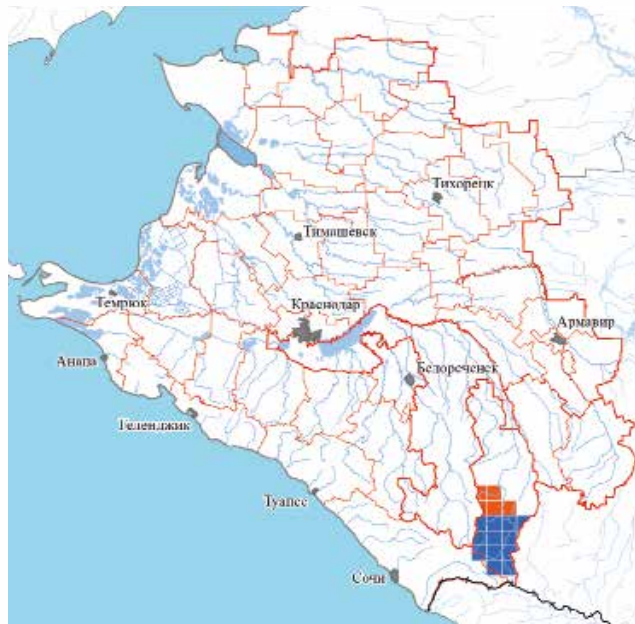 Тихорецк
Тимашевск
Темрюк
Краснодар
Армавир
Анапа
Белореченск
Геленджик
Туапсе
Сочи